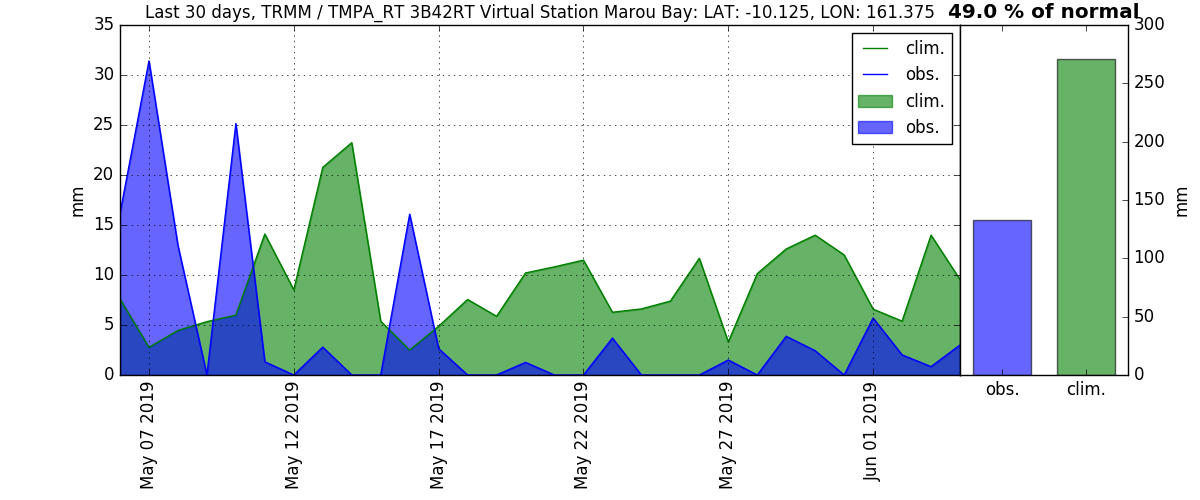 Last 30 days, TRMM / TMPA_RT 3B42RT Virtual Station Marou Bay: LAT: -10.125, LON: 161.375
49.0 % of normal
35
30
25
20
15
10
5
0
mm
clim.
obs.
clim.
obs.
May 07 2019
May 12 2019
May 17 2019
May 22 2019
May 27 2019
Jun 01 2019
300
250
200
150
100
50
0
mm
obs.
clim.